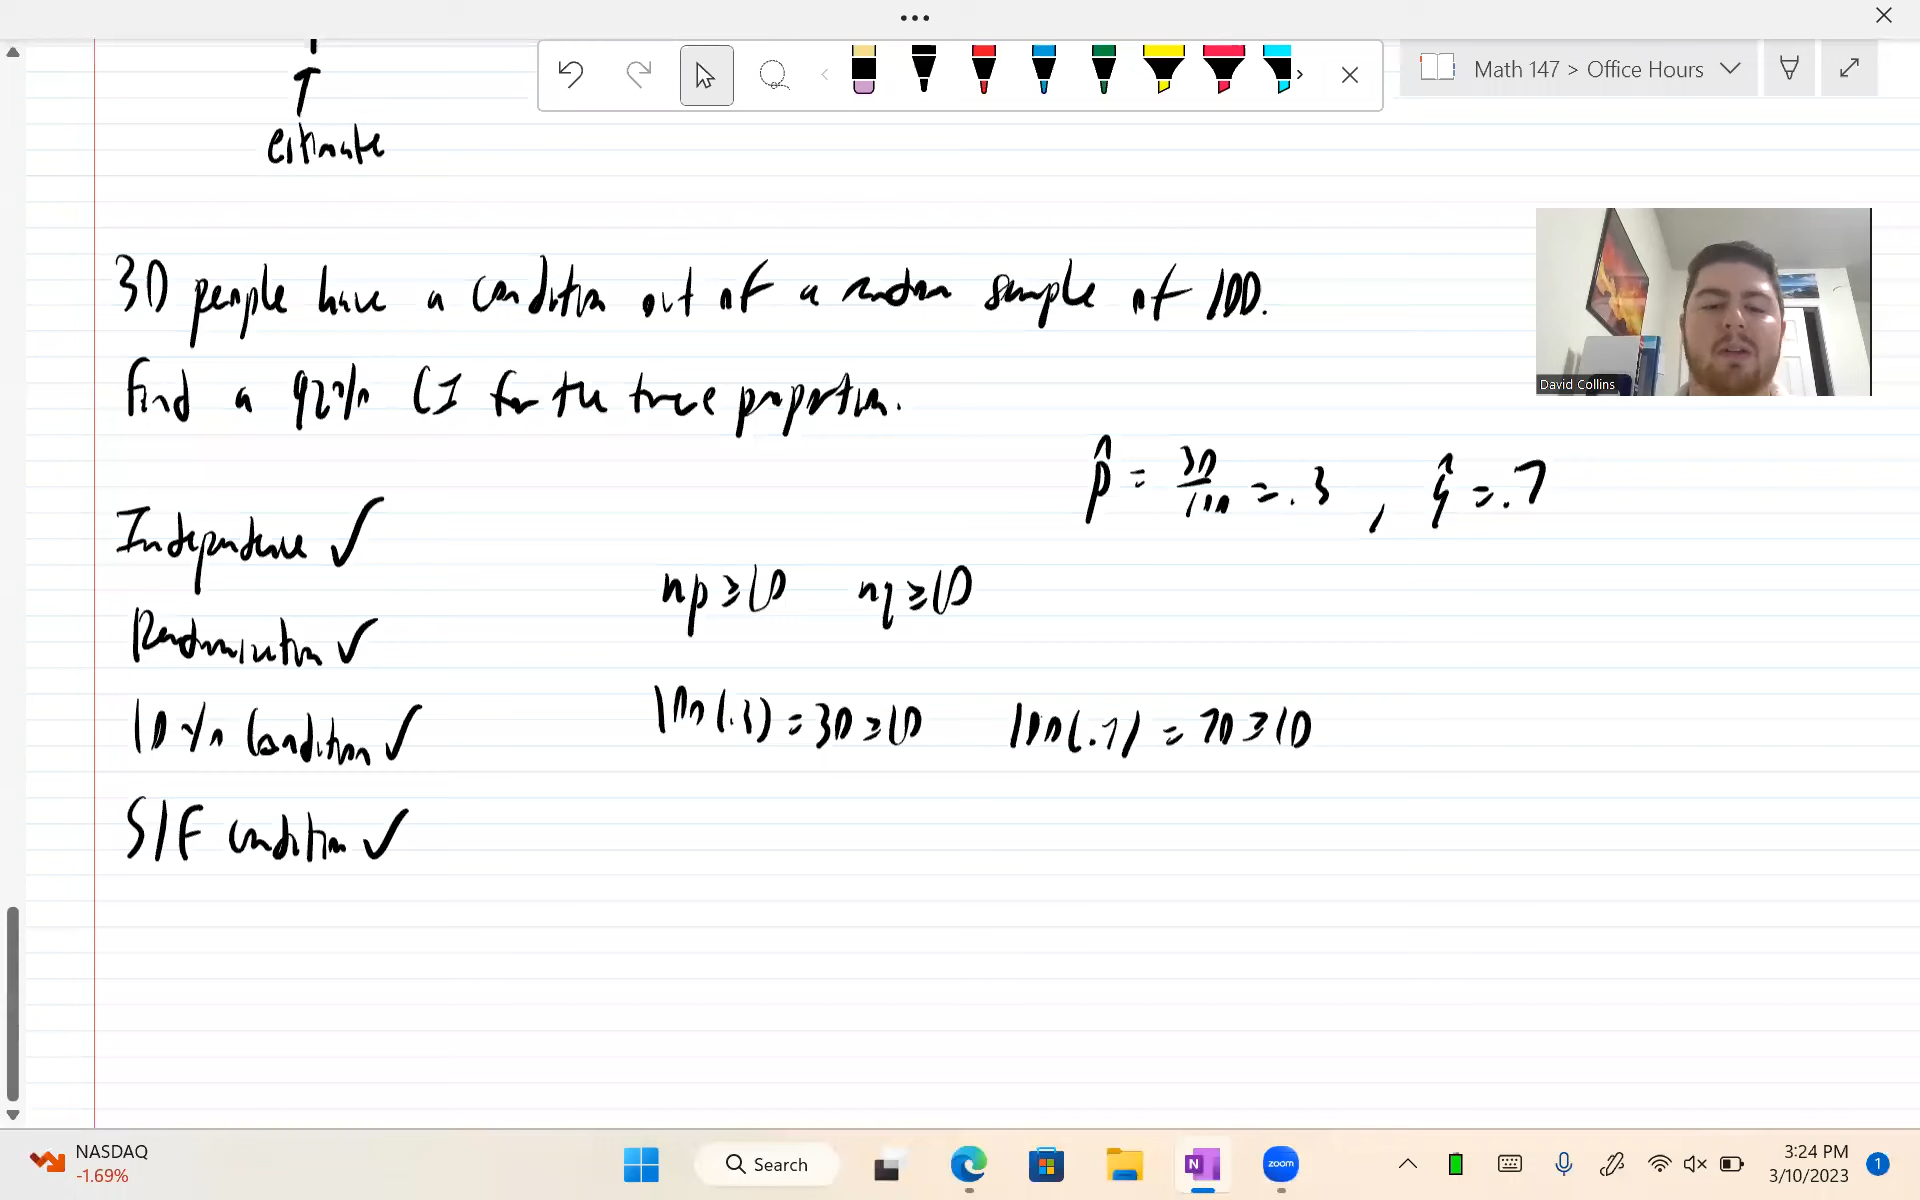 Math 147 > Office Hours
estimate
30 people have a condition out of a random sample of 100.
David Collins
Find a 92% CI for the true proportion.
p̂ = 30/100 = .3 , q̂ = .7
Independence ✓
np ≥ 10 nq ≥ 10
Randomization ✓
10% Condition ✓
100(.3) = 30 ≥ 10 100(.7) = 70 ≥ 10
S/F condition ✓
NASDAQ
-1.69%
Search
zoom
3:24 PM
3/10/2023
1